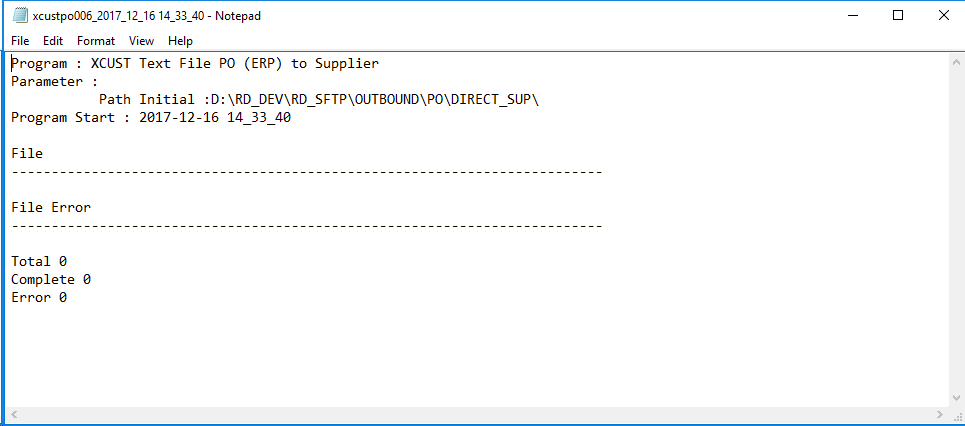 xcustpo006_2017_12_16 14_33_40 - Notepad
File Edit Format View Help
Program : XCUST Text File PO (ERP) to Supplier
Parameter :
Path Initial :D:\RD_DEV\RD_SFTP\OUTBOUND\PO\DIRECT_SUP\
Program Start : 2017-12-16 14_33_40
File
--------------------------------------------------------------------------
File Error
--------------------------------------------------------------------------
Total 0
Complete 0
Error 0